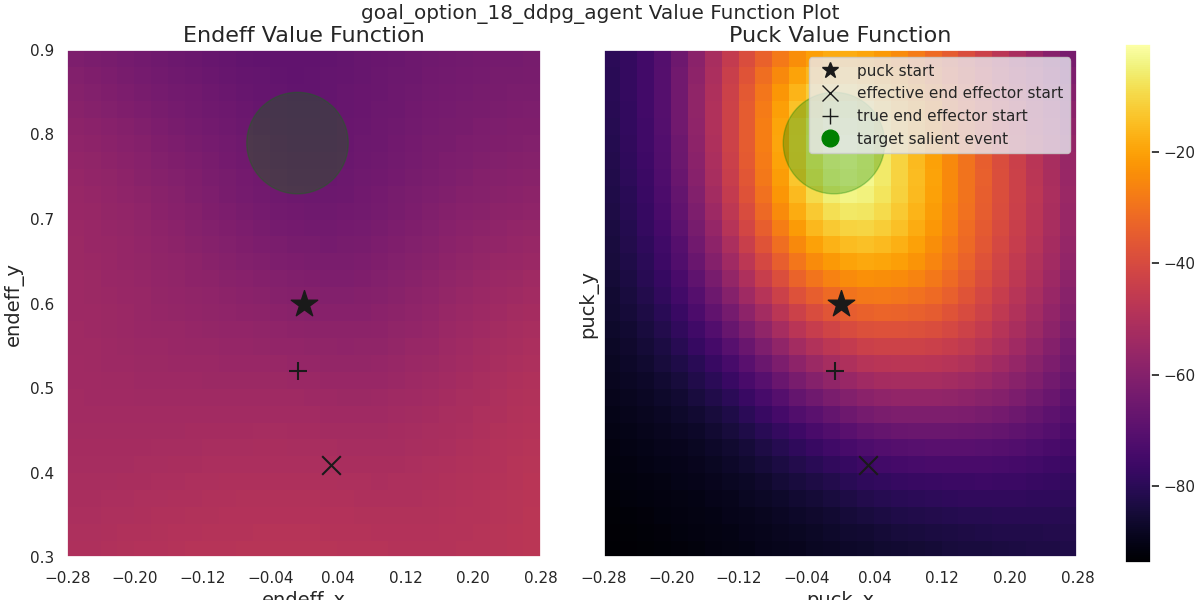 goal_option_18_ddpg_agent Value Function Plot
Endeff Value Function
Puck Value Function
0.9
0.8
0.7
0.6
0.5
0.4
0.3
endeff_y
−0.28 −0.20 −0.12 −0.04 0.04 0.12 0.20 0.28
endeff_x
puck start
effective end effector start
true end effector start
target salient event
puck_y
−0.28 −0.20 −0.12 −0.04 0.04 0.12 0.20 0.28
puck_x
−20
−40
−60
−80